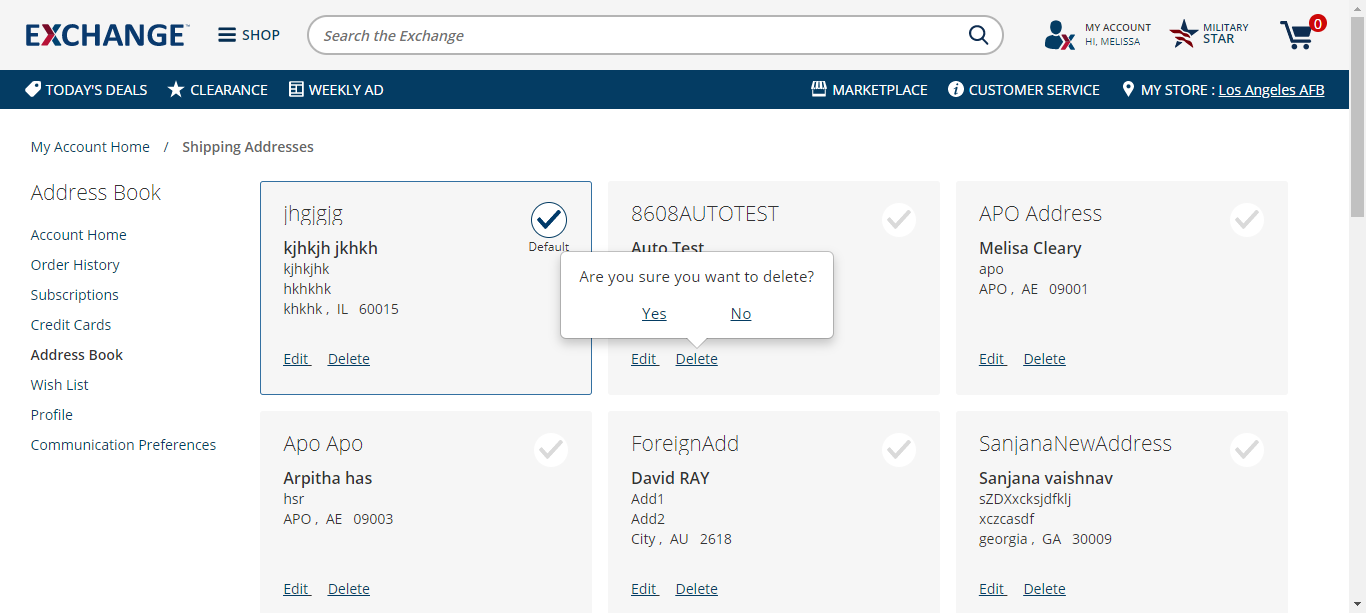 EXCHANGE
SHOP
Search the Exchange
MY ACCOUNT
HI, MELISSA
MILITARY
STAR
0
TODAY'S DEALS
CLEARANCE
WEEKLY AD
MARKETPLACE
CUSTOMER SERVICE
MY STORE : Los Angeles AFB
My Account Home / Shipping Addresses
Address Book
Account Home
Order History
Subscriptions
Credit Cards
Address Book
Wish List
Profile
Communication Preferences
jhgjgjg
Default
kjhkjh jkhkh
kjhkjhk
hkhkhk
khkhk , IL 60015
Edit Delete
8608AUTOTEST
Auto Test
Are you sure you want to delete?
Yes No
Edit Delete
APO Address
Melisa Cleary
apo
APO , AE 09001
Edit Delete
Apo Apo
Arpitha has
hsr
APO , AE 09003
Edit Delete
ForeignAdd
David RAY
Add1
Add2
City , AU 2618
Edit Delete
SanjanaNewAddress
Sanjana vaishnav
sZDXxcksjdfklj
xczcasdf
georgia , GA 30009
Edit Delete